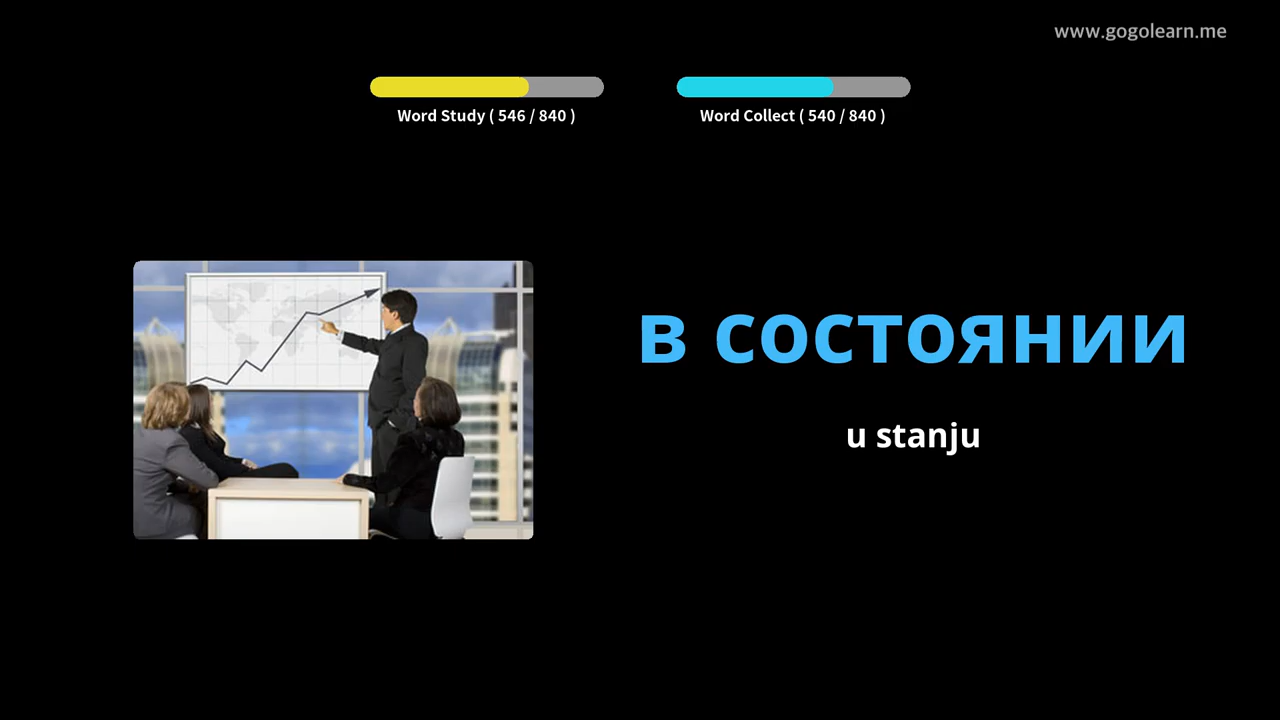 www.gogolearn.me
Word Study ( 546 / 840 )
Word Collect ( 540 / 840 )
в состоянии
u stanju